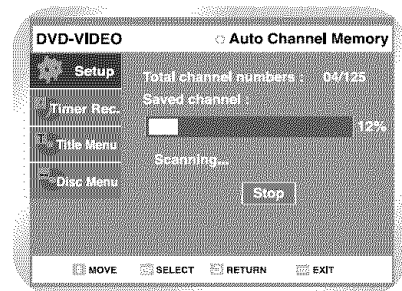 DVD-VIDEO
Auto Channel Memory
Setup
Total channel numbers : 04/125
Timer Rec.
Saved channel :
12%
Title Menu
Scanning...
Disc Menu
Stop
MOVE SELECT RETURN EXIT